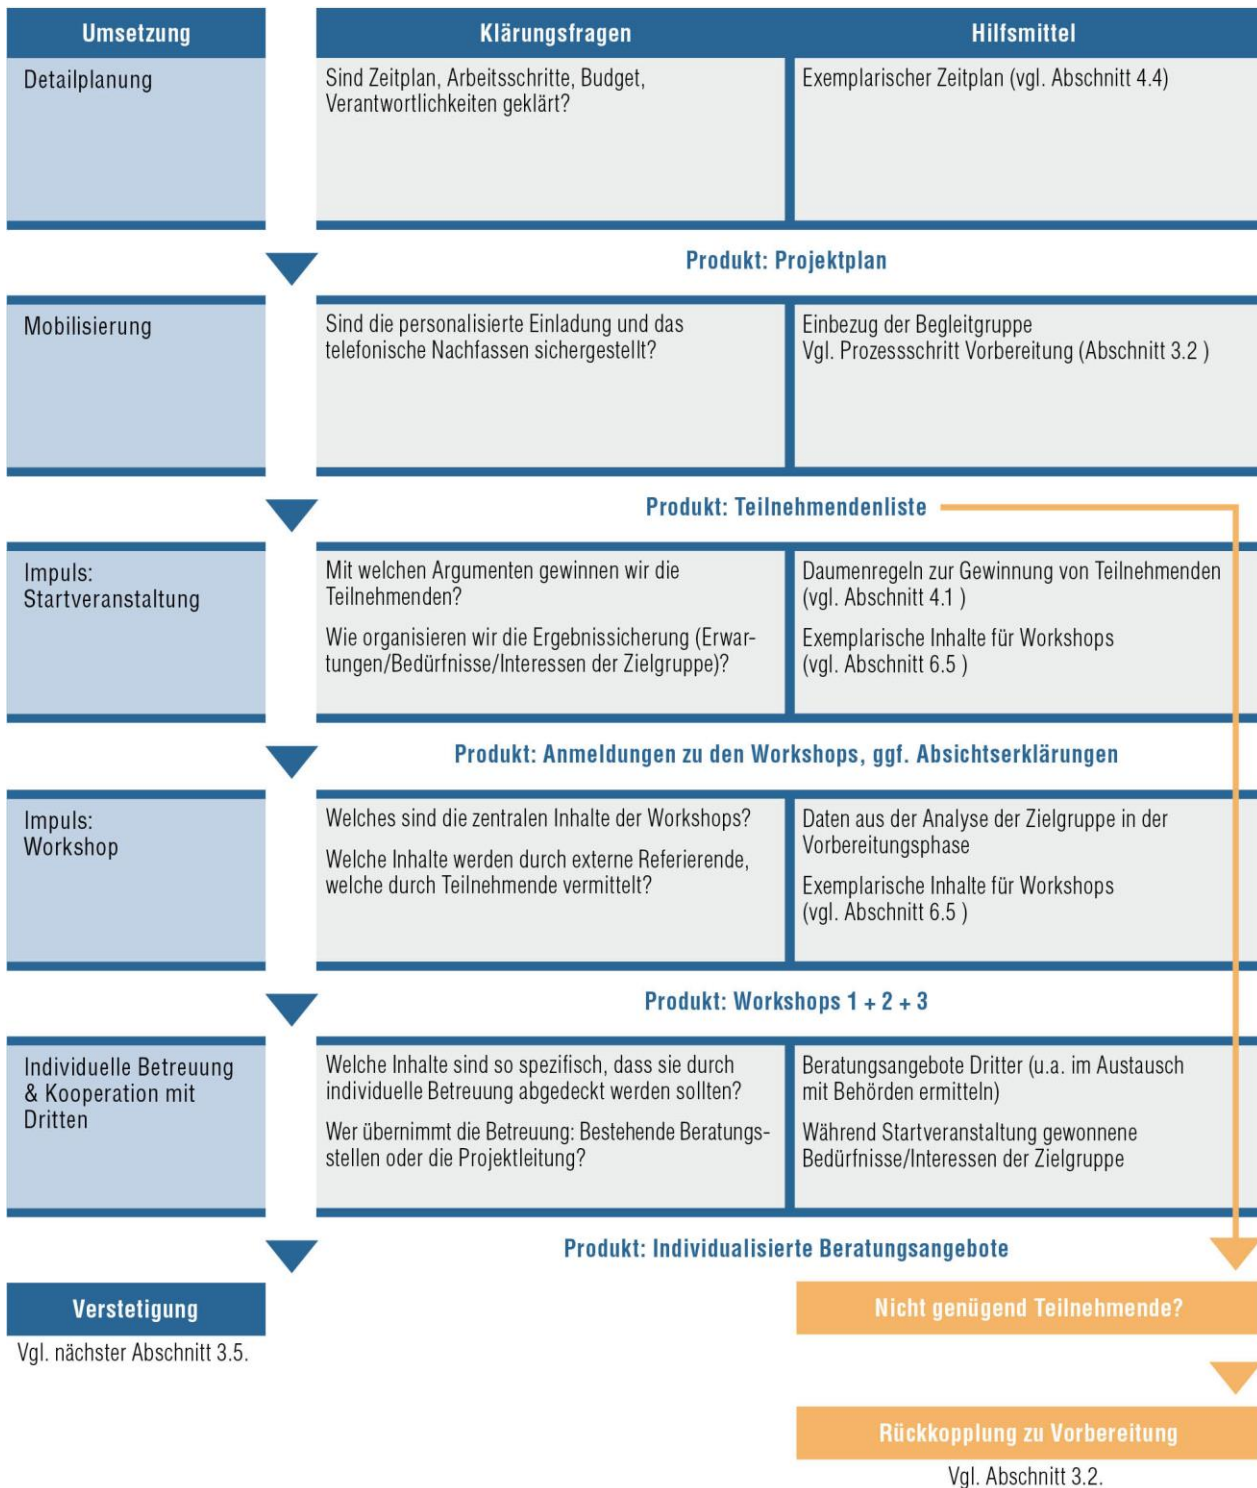 Umsetzung
Klärungsfragen
Hilfsmittel
Detailplanung
Sind Zeitplan, Arbeitsschritte, Budget,
Verantwortlichkeiten geklärt?
Exemplarischer Zeitplan (vgl. Abschnitt 4.4)
Produkt: Projektplan
Mobilisierung
Sind die personalisierte Einladung und das
telefonische Nachfassen sichergestellt?
Einbezug der Begleitgruppe
Vgl. Prozessschritt Vorbereitung (Abschnitt 3.2 )
Produkt: Teilnehmendenliste
Impuls:
Startveranstaltung
Mit welchen Argumenten gewinnen wir die
Teilnehmenden?
Wie organisieren wir die Ergebnissicherung (Erwar-
tungen/Bedürfnisse/Interessen der Zielgruppe)?
Daumenregeln zur Gewinnung von Teilnehmenden
(vgl. Abschnitt 4.1 )
Exemplarische Inhalte für Workshops
(vgl. Abschnitt 6.5 )
Produkt: Anmeldungen zu den Workshops, ggf. Absichtserklärungen
Impuls:
Workshop
Welches sind die zentralen Inhalte der Workshops?
Welche Inhalte werden durch externe Referierende,
welche durch Teilnehmende vermittelt?
Daten aus der Analyse der Zielgruppe in der
Vorbereitungsphase
Exemplarische Inhalte für Workshops
(vgl. Abschnitt 6.5 )
Produkt: Workshops 1 + 2 + 3
Individuelle Betreuung
& Kooperation mit
Dritten
Welche Inhalte sind so spezifisch, dass sie durch
individuelle Betreuung abgedeckt werden sollten?
Wer übernimmt die Betreuung: Bestehende Beratungs-
stellen oder die Projektleitung?
Beratungsangebote Dritter (u.a. im Austausch
mit Behörden ermitteln)
Während Startveranstaltung gewonnene
Bedürfnisse/Interessen der Zielgruppe
Produkt: Individualisierte Beratungsangebote
Verstetigung
Vgl. nächster Abschnitt 3.5.
Nicht genügend Teilnehmende?
Rückkopplung zu Vorbereitung
Vgl. Abschnitt 3.2.